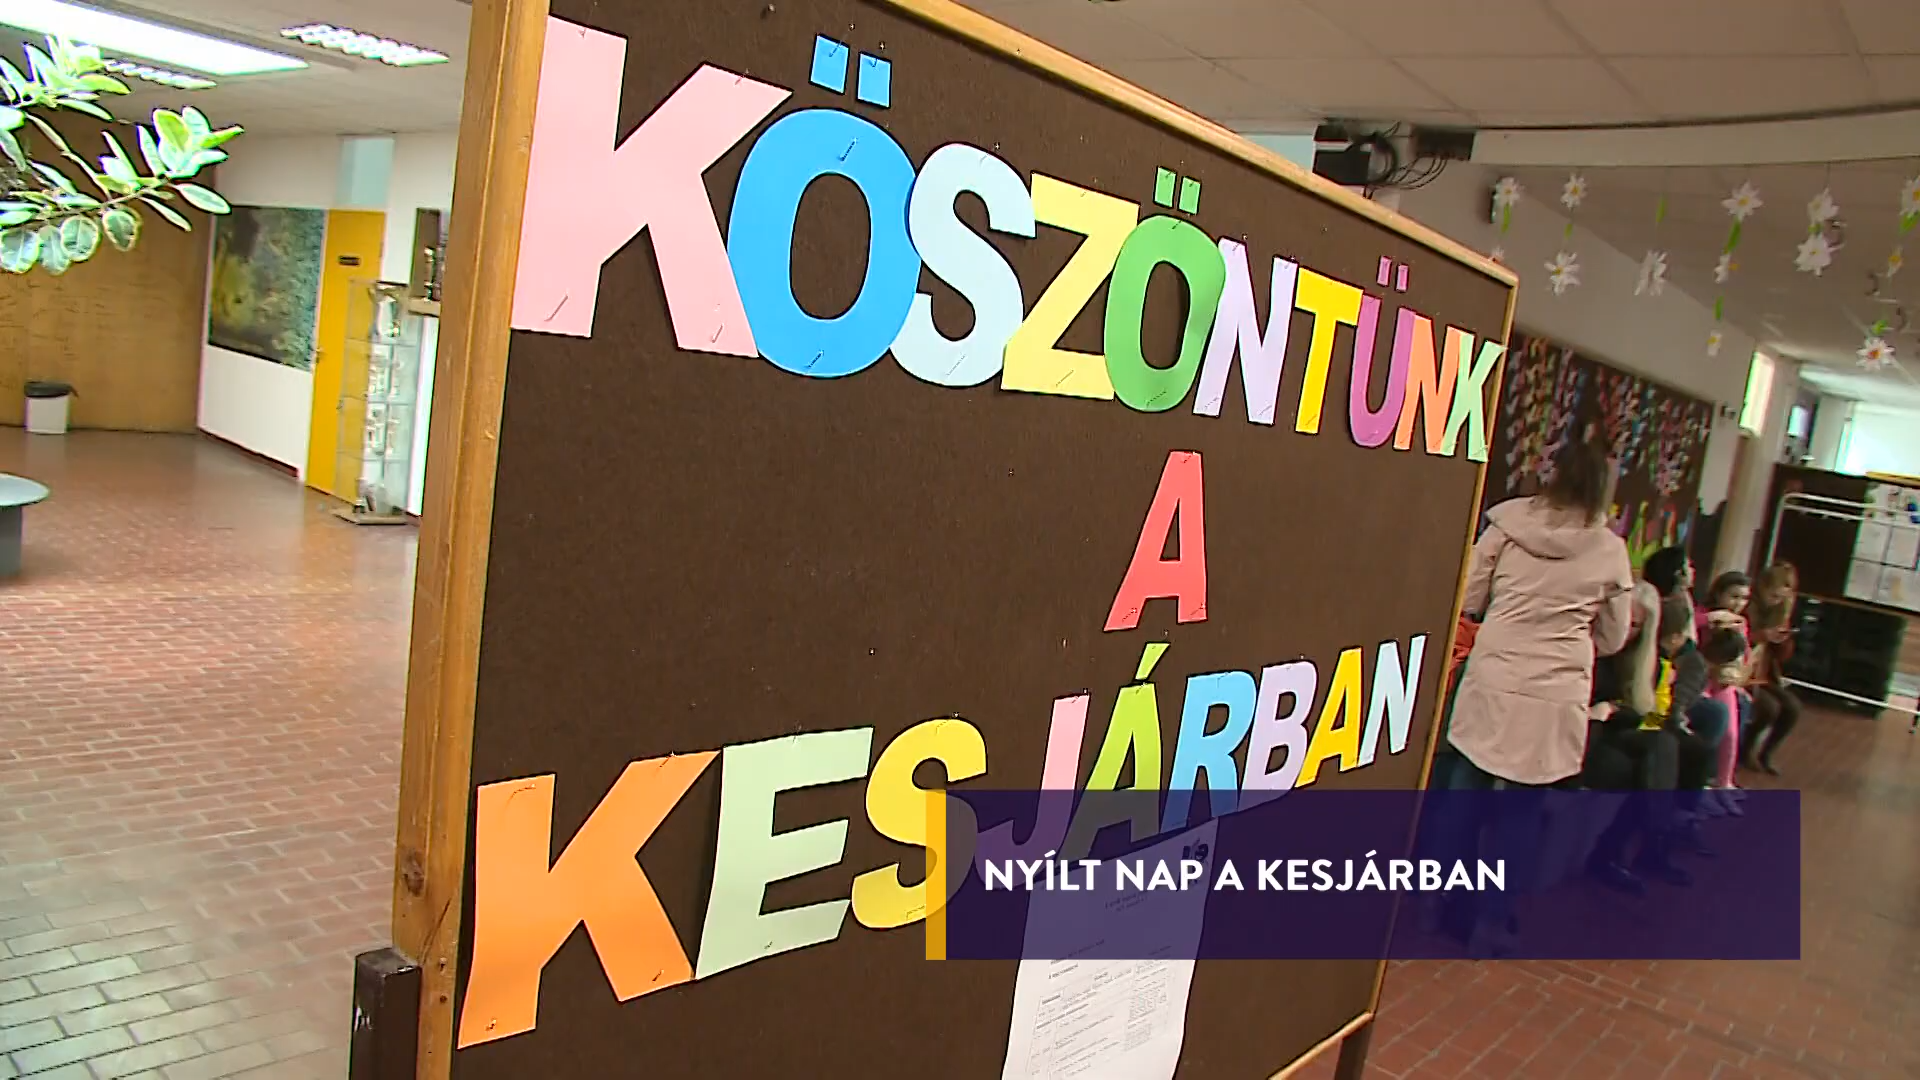 KÖSZÖNTÜNK
A
KESJÁRBAN
NYÍLT NAP A KESJÁRBAN